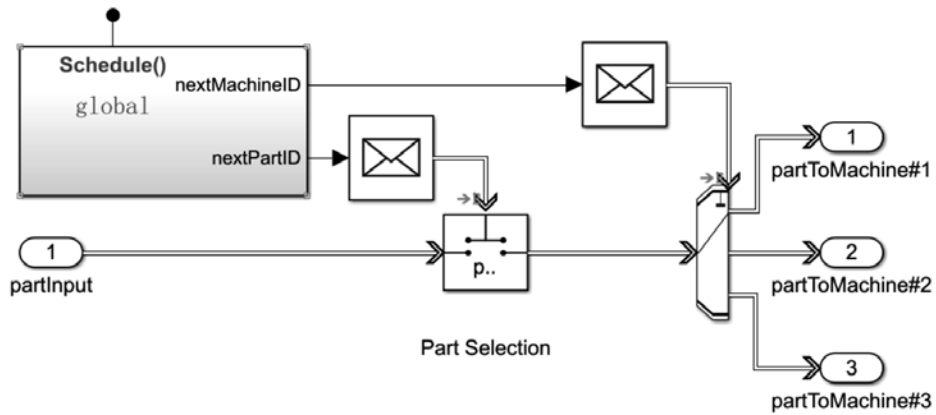 Schedule()
global
nextMachineID
nextPartID
1
partInput
p..
Part Selection
1
partToMachine#1
2
partToMachine#2
3
partToMachine#3